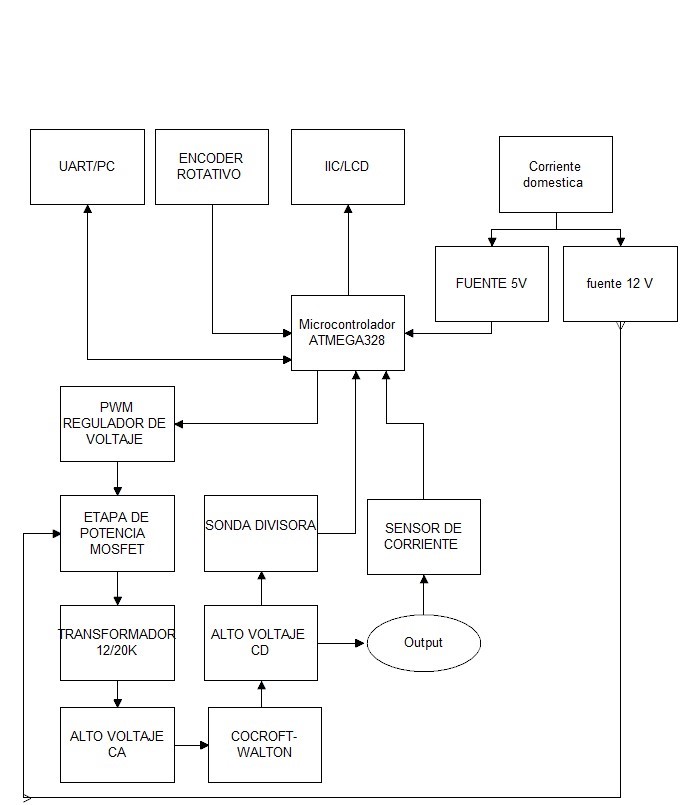 UART/PC
ENCODER
ROTATIVO
IIC/LCD
Corriente
domestica
FUENTE 5V
fuente 12 V
Microcontrolador
ATMEGA328
PWM
REGULADOR DE
VOLTAJE
ETAPA DE
POTENCIA
MOSFET
SONDA DIVISORA
SENSOR DE
CORRIENTE
TRANSFORMADOR
12/20K
ALTO VOLTAJE
CD
Output
ALTO VOLTAJE
CA
COCROFT-
WALTON